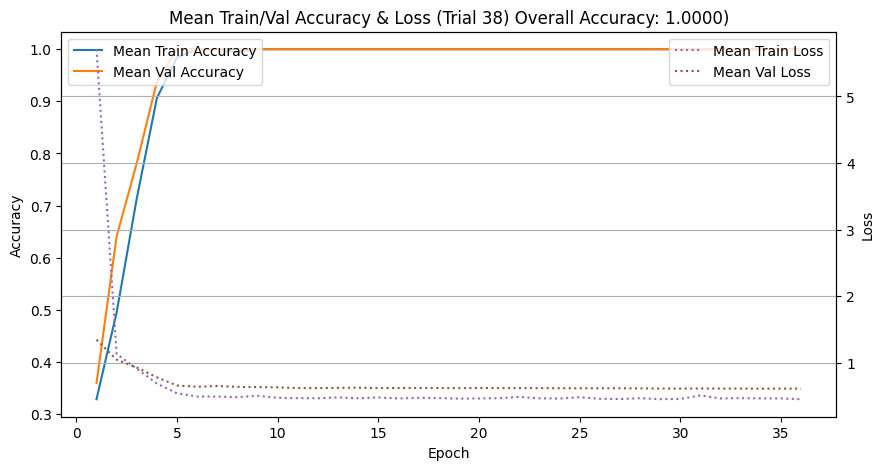 Mean Train/Val Accuracy & Loss (Trial 38) Overall Accuracy: 1.0000)
Mean Train Accuracy
Mean Val Accuracy
Mean Train Loss
Mean Val Loss
1.0
0.9
0.8
0.7
0.6
0.5
0.4
0.3
Accuracy
5
4
3
2
1
Loss
0 5 10 15 20 25 30 35
Epoch